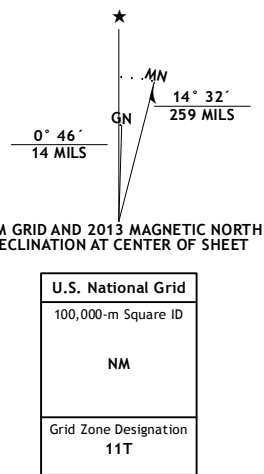 ★
MN
GN
14° 32´
259 MILS
0° 46´
14 MILS
M GRID AND 2013 MAGNETIC NORTH
ECLINATION AT CENTER OF SHEET
U.S. National Grid
100,000-m Square ID
NM
Grid Zone Designation
11T